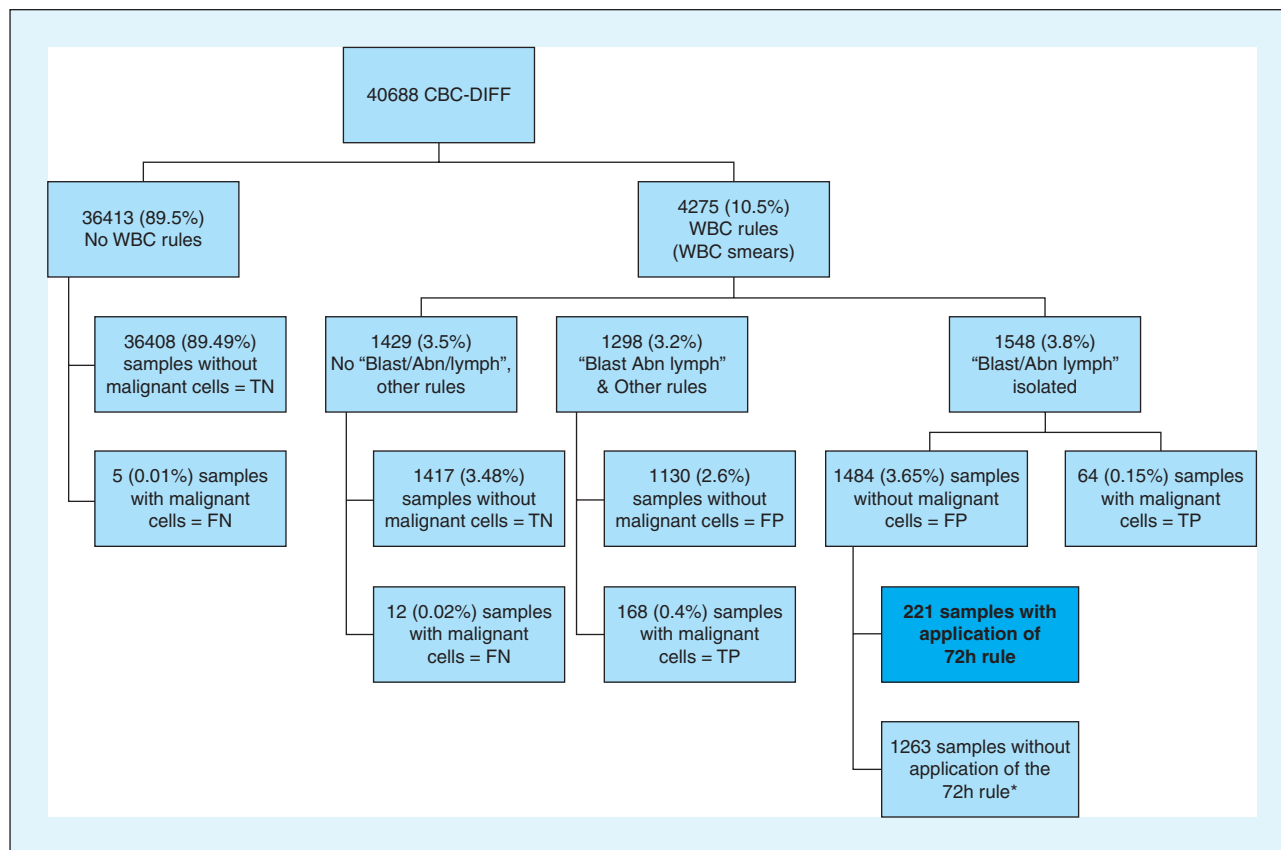 40688 CBC-DIFF
36413 (89.5%)
No WBC rules
4275 (10.5%)
WBC rules
(WBC smears)
36408 (89.49%)
samples without
malignant cells = TN
1429 (3.5%)
No “Blast/Abn/lymph”,
other rules
1298 (3.2%)
“Blast Abn lymph”
& Other rules
1548 (3.8%)
“Blast/Abn lymph”
isolated
5 (0.01%) samples
with malignant
cells = FN
1417 (3.48%)
samples without
malignant cells = TN
1130 (2.6%)
samples without
malignant cells = FP
1484 (3.65%) samples
without malignant
cells = FP
64 (0.15%) samples
with malignant
cells = TP
12 (0.02%) samples
with malignant
cells = FN
168 (0.4%) samples
with malignant
cells = TP
221 samples with
application of
72h rule
1263 samples without
application of the
72h rule*